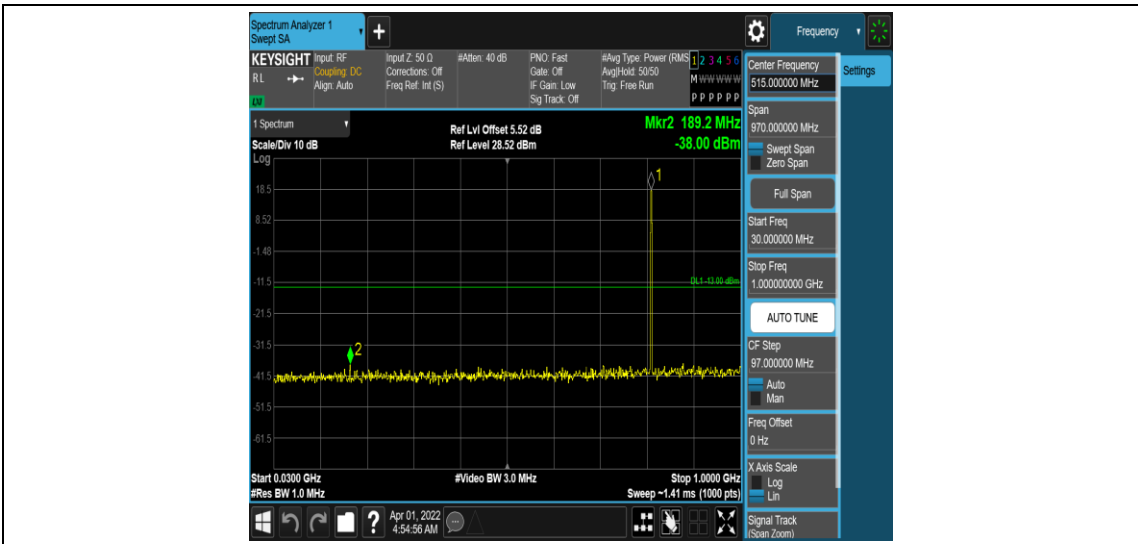 Spectrum Analyzer 1
Swept SA
+
Frequency
KEYSIGHT
RL
LXI
Input: RF
Coupling: DC
Align: Auto
Input Z: 50 Ω
Corrections: Off
Freq Ref: Int (S)
#Atten: 40 dB
PNO: Fast
Gate: Off
IF Gain: Low
Sig Track: Off
#Avg Type: Power (RMS
Avg|Hold: 50/50
Trig: Free Run
1 2 3 4 5 6
M W W W W W
P P P P P P
1 Spectrum
Scale/Div 10 dB
Log
Ref Lvl Offset 5.52 dB
Ref Level 28.52 dBm
Mkr2 189.2 MHz
-38.00 dBm
1
18.5
8.52
-1.48
-11.5
DL1 -13.00 dBm
-21.5
-31.5
2
-41.5
-51.5
-61.5
Start 0.0300 GHz
#Res BW 1.0 MHz
#Video BW 3.0 MHz
Stop 1.0000 GHz
Sweep ~1.41 ms (1000 pts)
?
Apr 01, 2022
4:54:56 AM
Center Frequency
515.000000 MHz
Settings
Span
970.000000 MHz
Swept Span
Zero Span
Full Span
Start Freq
30.000000 MHz
Stop Freq
1.000000000 GHz
AUTO TUNE
CF Step
97.000000 MHz
Auto
Man
Freq Offset
0 Hz
X Axis Scale
Log
Lin
Signal Track
(Span Zoom)